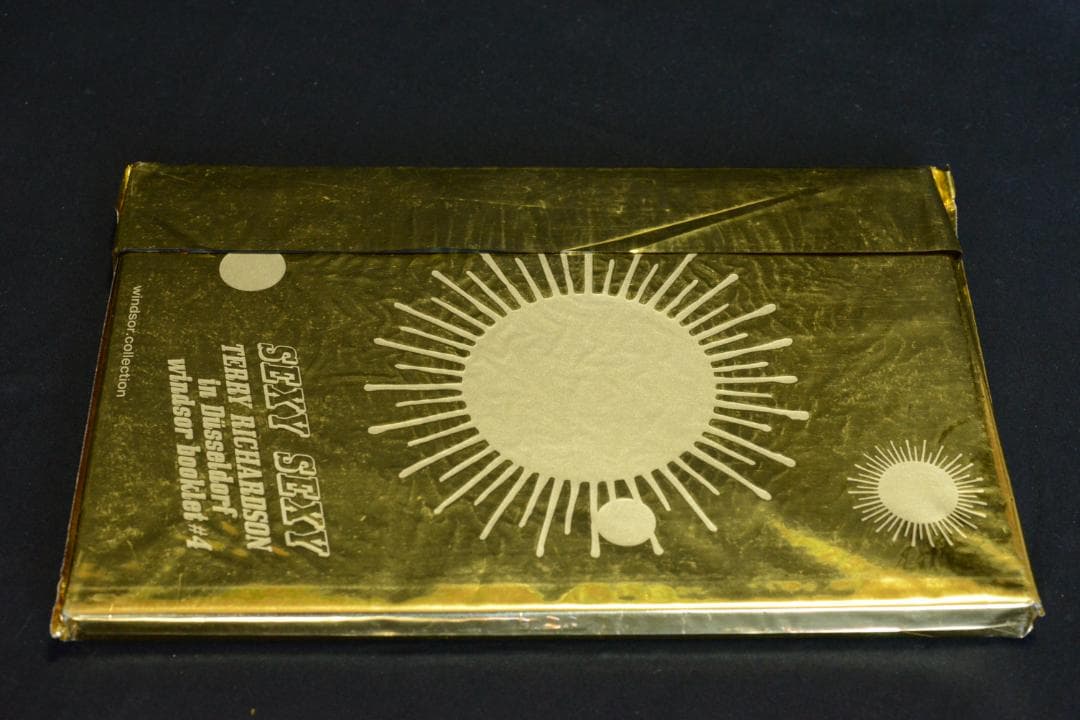 windsor.collection
SEXY SEXY
TERRY RICHARDSON
in Düsseldorf
windsor booklet #4